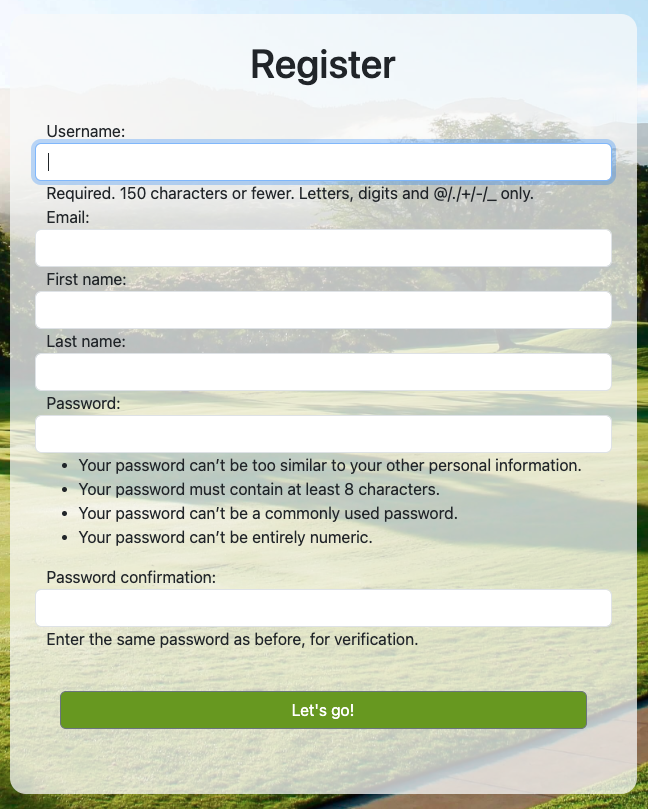 Register
Username:
Required. 150 characters or fewer. Letters, digits and @/./+/-/_ only.
Email:
First name:
Last name:
Password:
• Your password can’t be too similar to your other personal information.
• Your password must contain at least 8 characters.
• Your password can’t be a commonly used password.
• Your password can’t be entirely numeric.
Password confirmation:
Enter the same password as before, for verification.
Let's go!